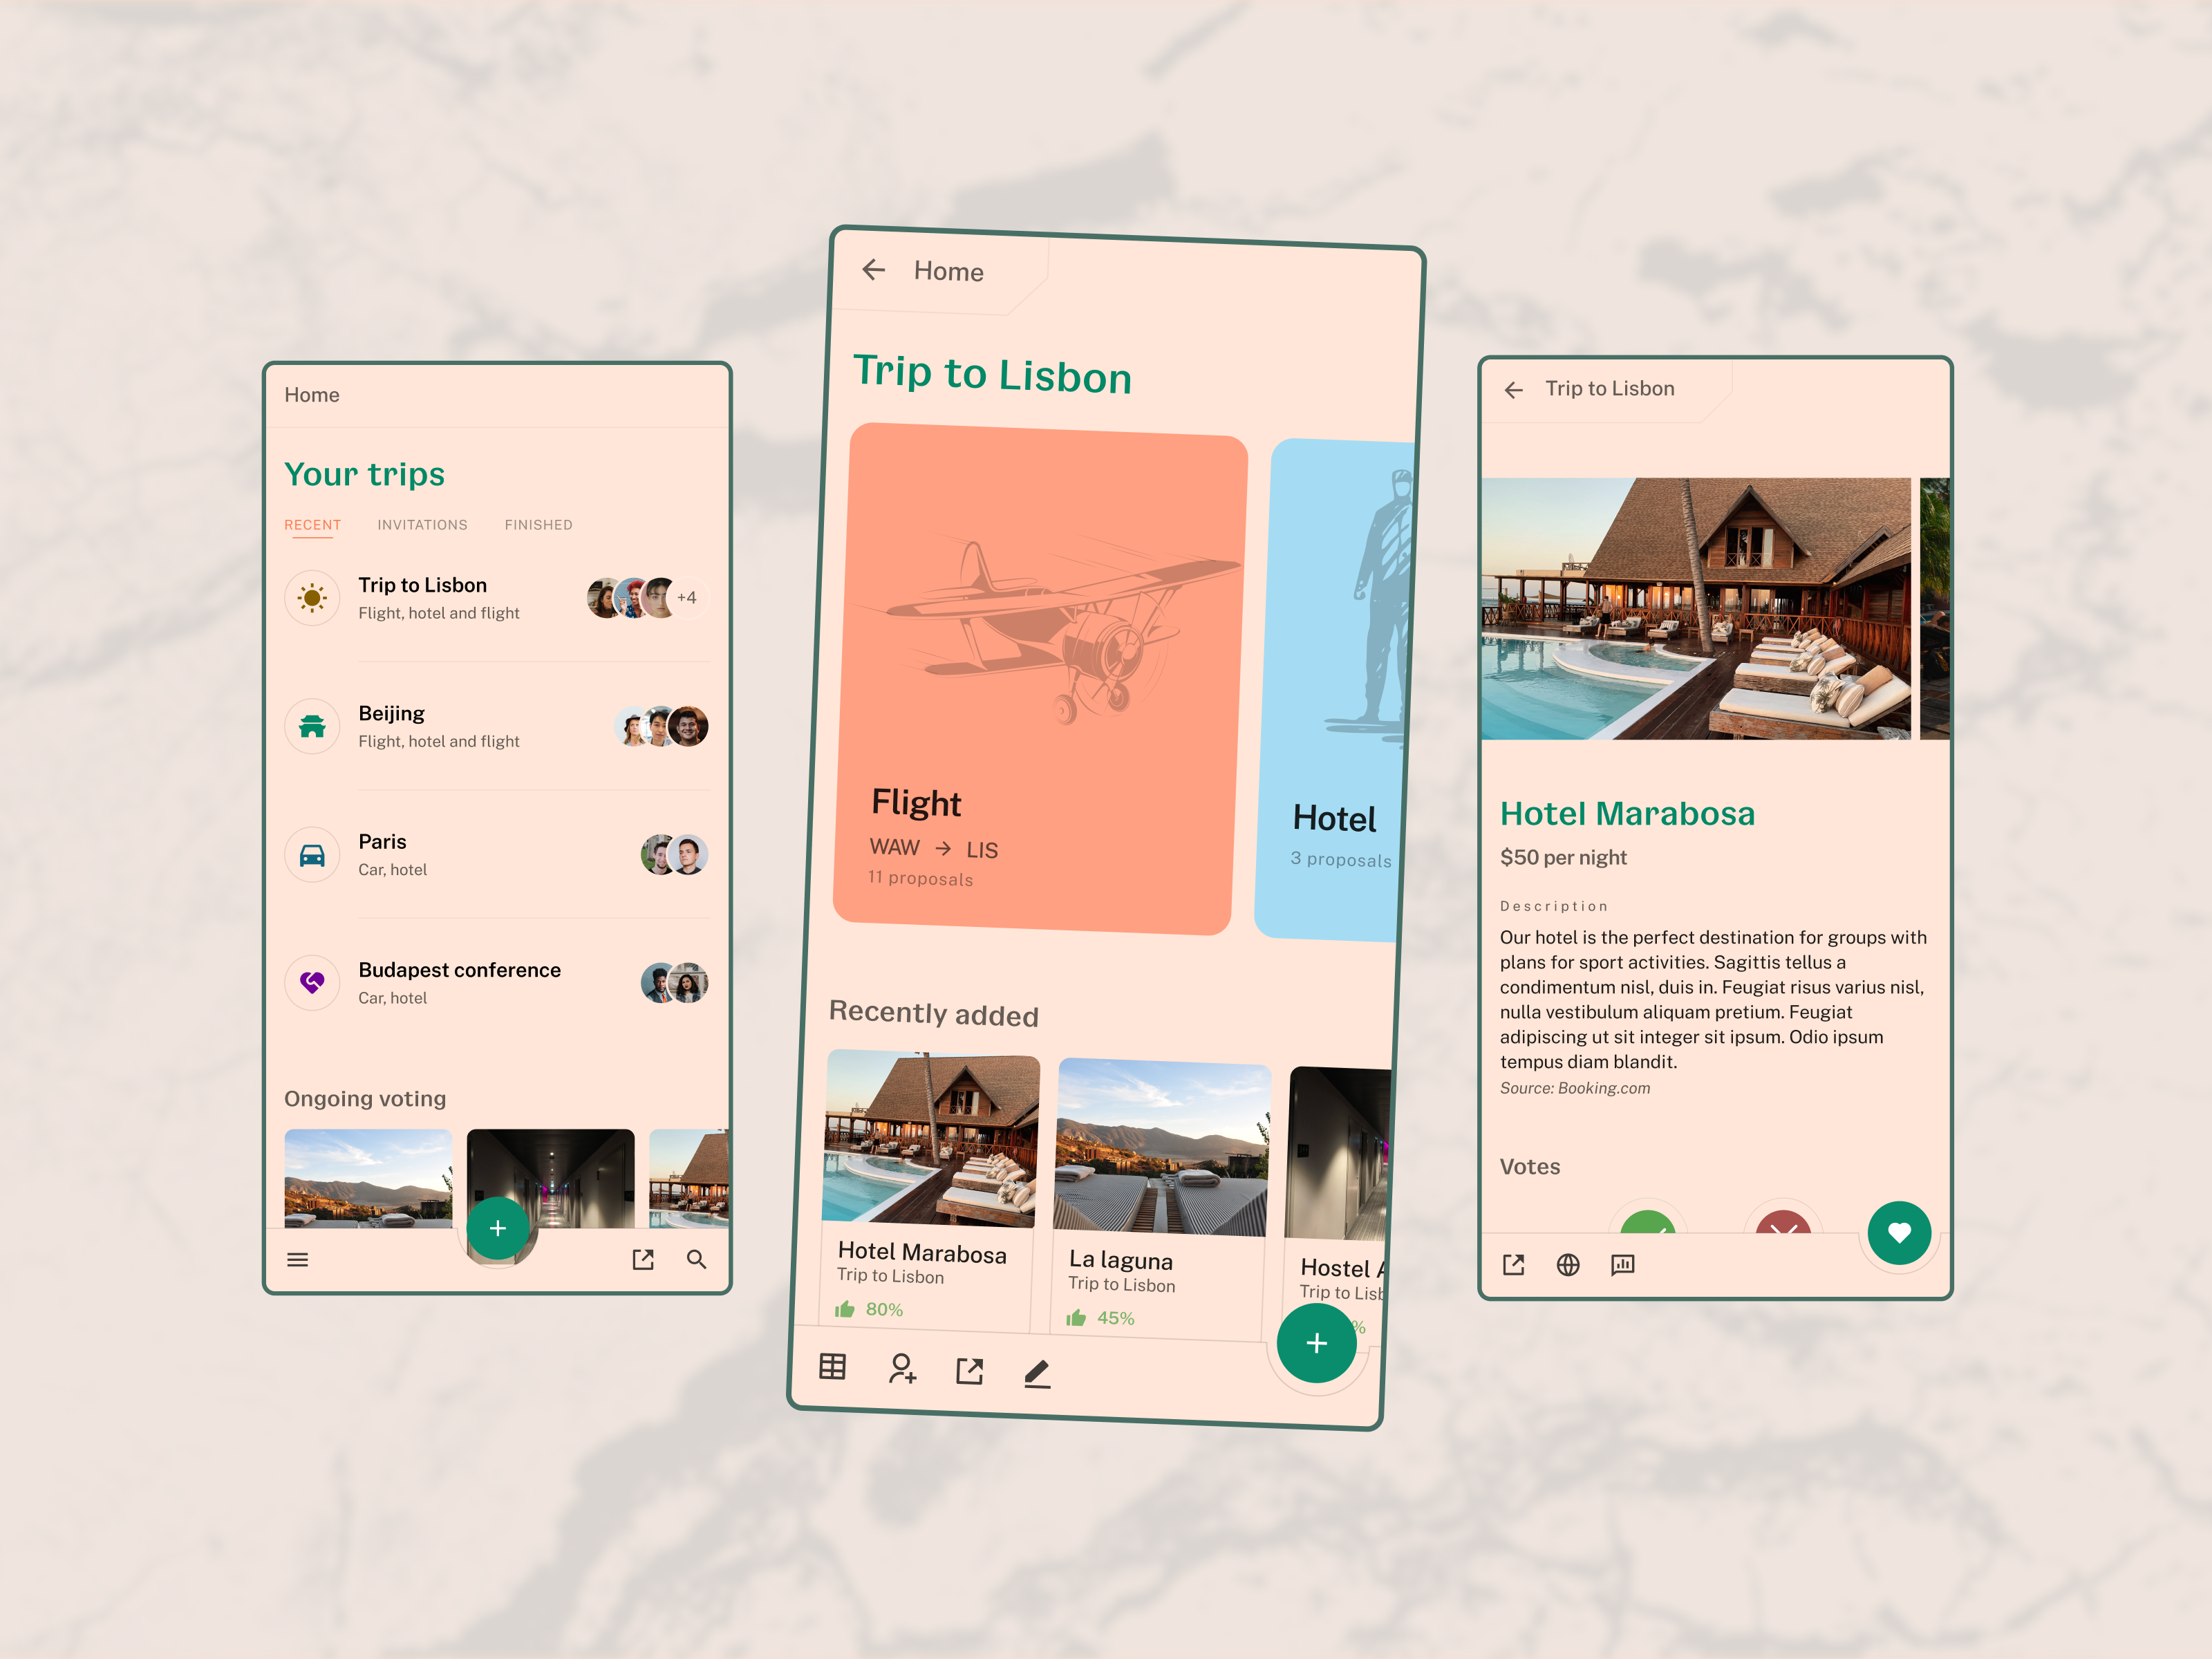 Home
Your trips
RECENT INVITATIONS FINISHED
Trip to Lisbon
Flight, hotel and flight
+4
Beijing
Flight, hotel and flight
Paris
Car, hotel
Budapest conference
Car, hotel
Ongoing voting
Home
Trip to Lisbon
Flight
WAW → LIS
11 proposals
Hotel
3 proposals
Recently added
Hotel Marabosa
Trip to Lisbon
80%
La laguna
Trip to Lisbon
45%
Hostel
Trip to
%
Trip to Lisbon
Hotel Marabosa
$50 per night
Description
Our hotel is the perfect destination for groups with
plans for sport activities. Sagittis tellus a
condimentum nisl, duis in. Feugiat risus varius nisl,
nulla vestibulum aliquam pretium. Feugiat
adipiscing ut sit integer sit ipsum. Odio ipsum
tempus diam blandit.
Source: Booking.com
Votes